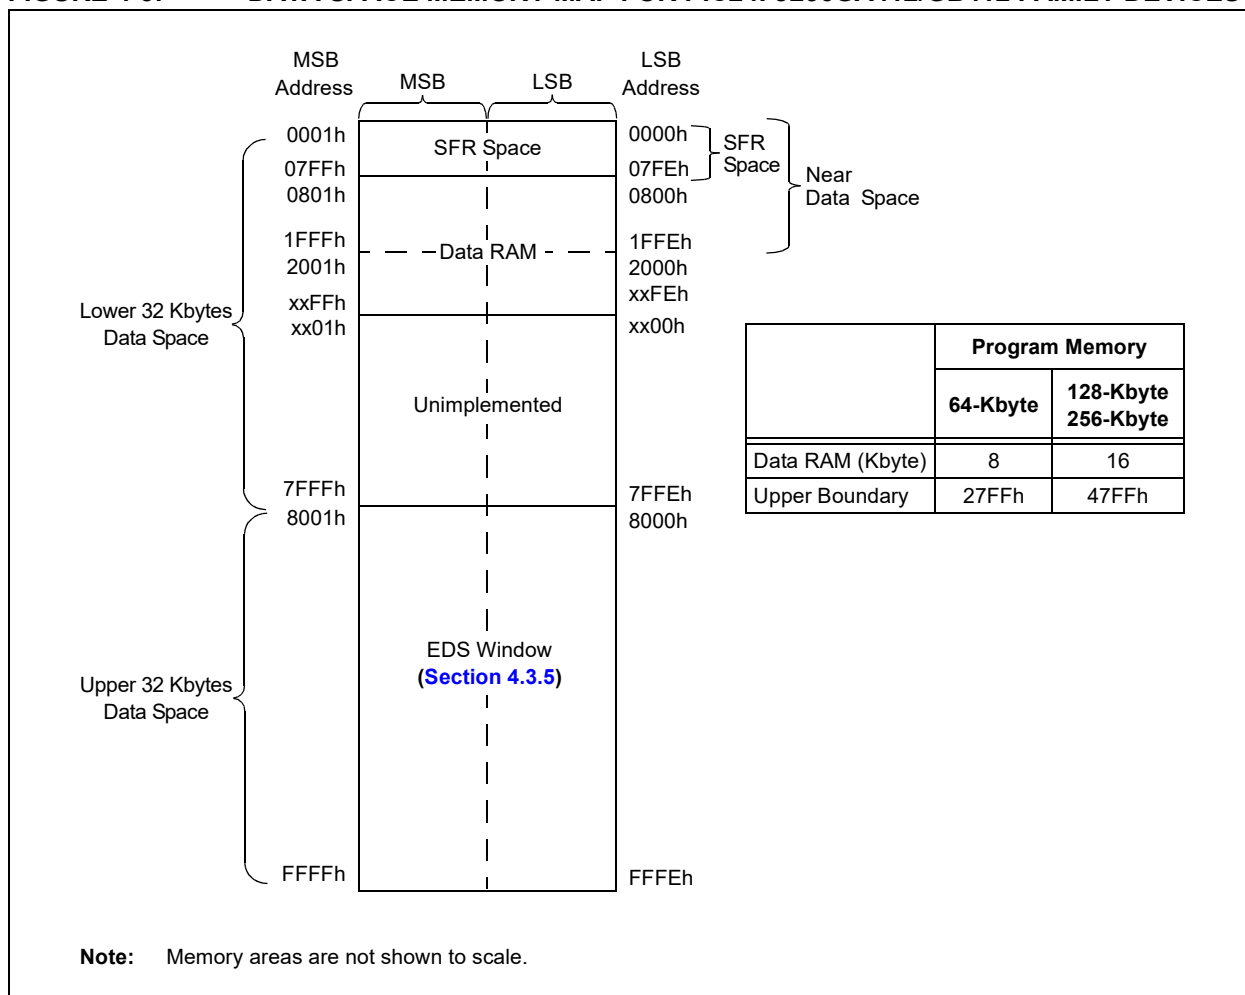 MSB
Address
MSB
LSB
LSB
Address
0001h
SFR Space
0000h
SFR
Space
07FFh
07FEh
0801h
0800h
Near
Data Space
1FFFh
Data RAM
1FFEh
2001h
2000h
xxFFh
xxFEh
xx01h
xx00h
Lower 32 Kbytes
Data Space
Unimplemented
7FFFh
7FFEh
8001h
8000h
Program Memory
64-Kbyte
128-Kbyte
256-Kbyte
Data RAM (Kbyte) 8 16
Upper Boundary 27FFh 47FFh
EDS Window
(Section 4.3.5)
Upper 32 Kbytes
Data Space
FFFFh
FFFEh
Note: Memory areas are not shown to scale.